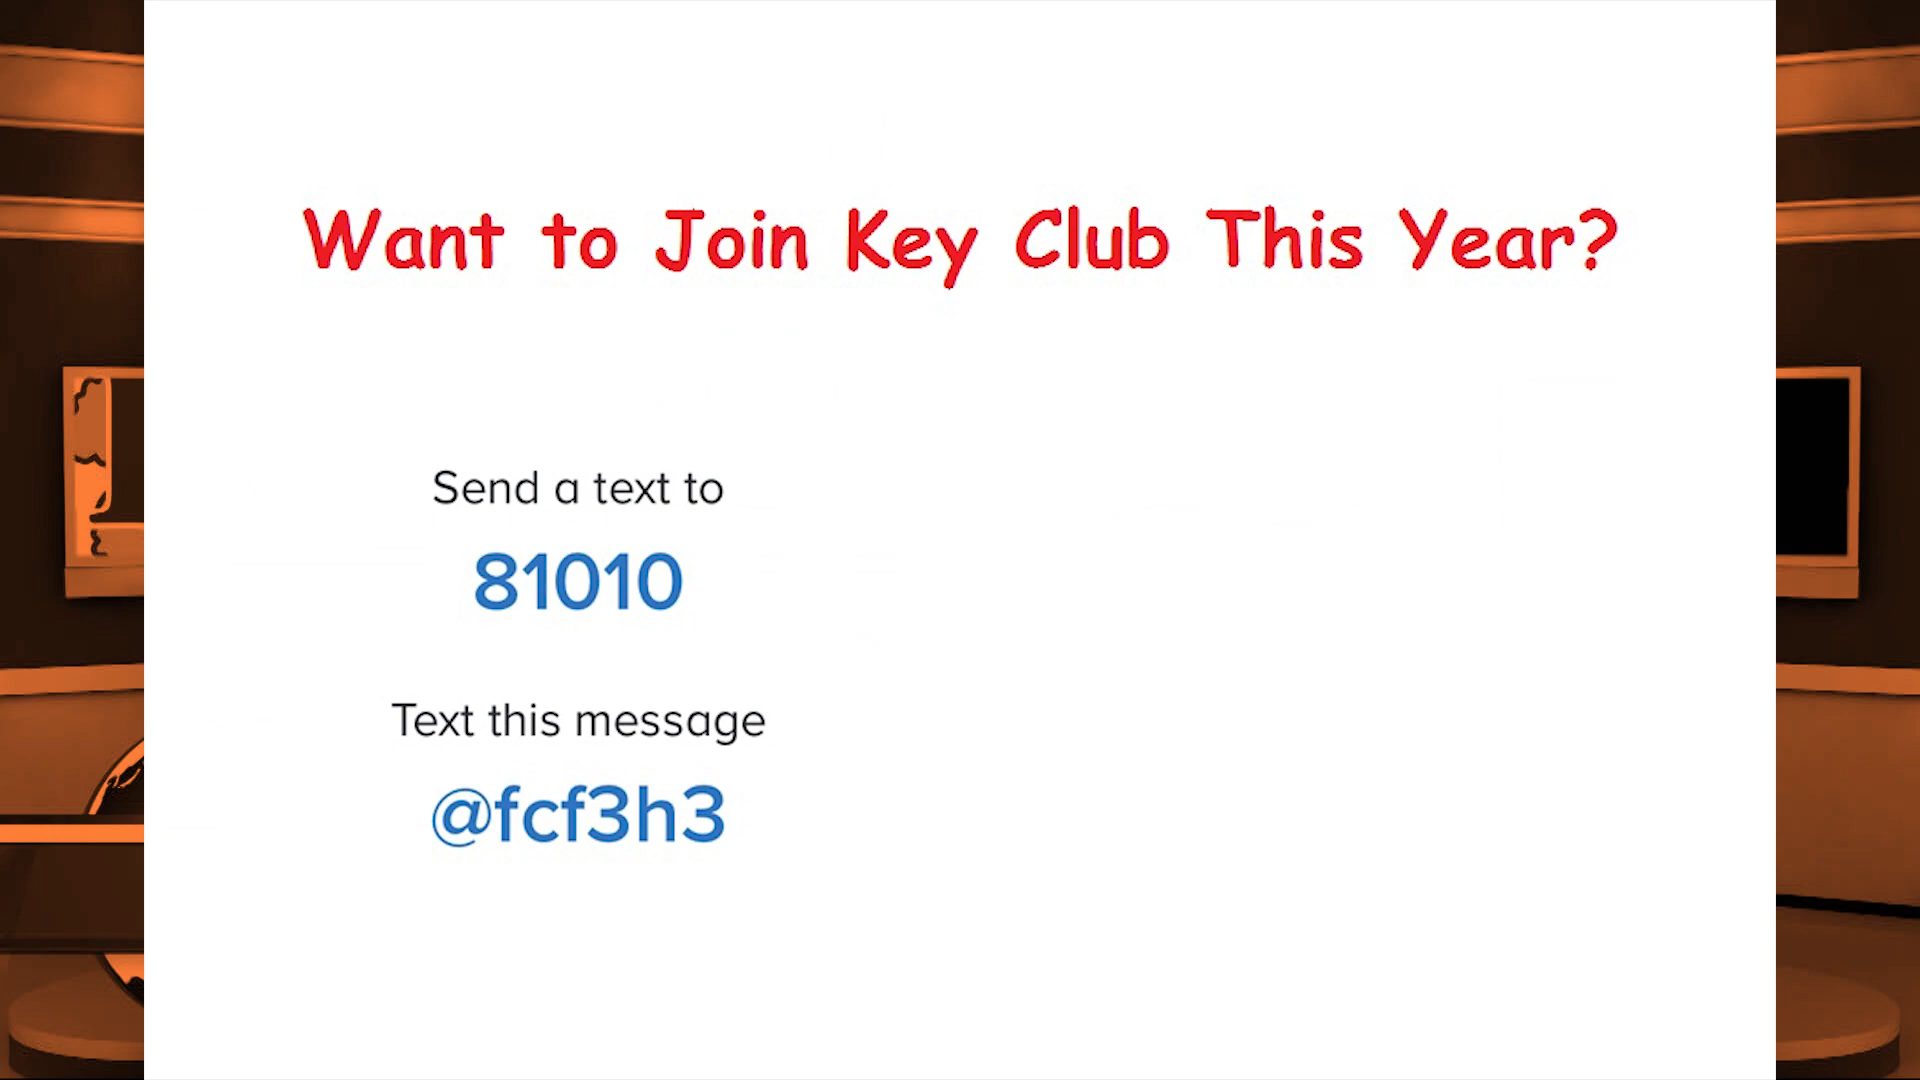 Want to Join Key Club This Year?
Send a text to
81010
Text this message
@fcf3h3